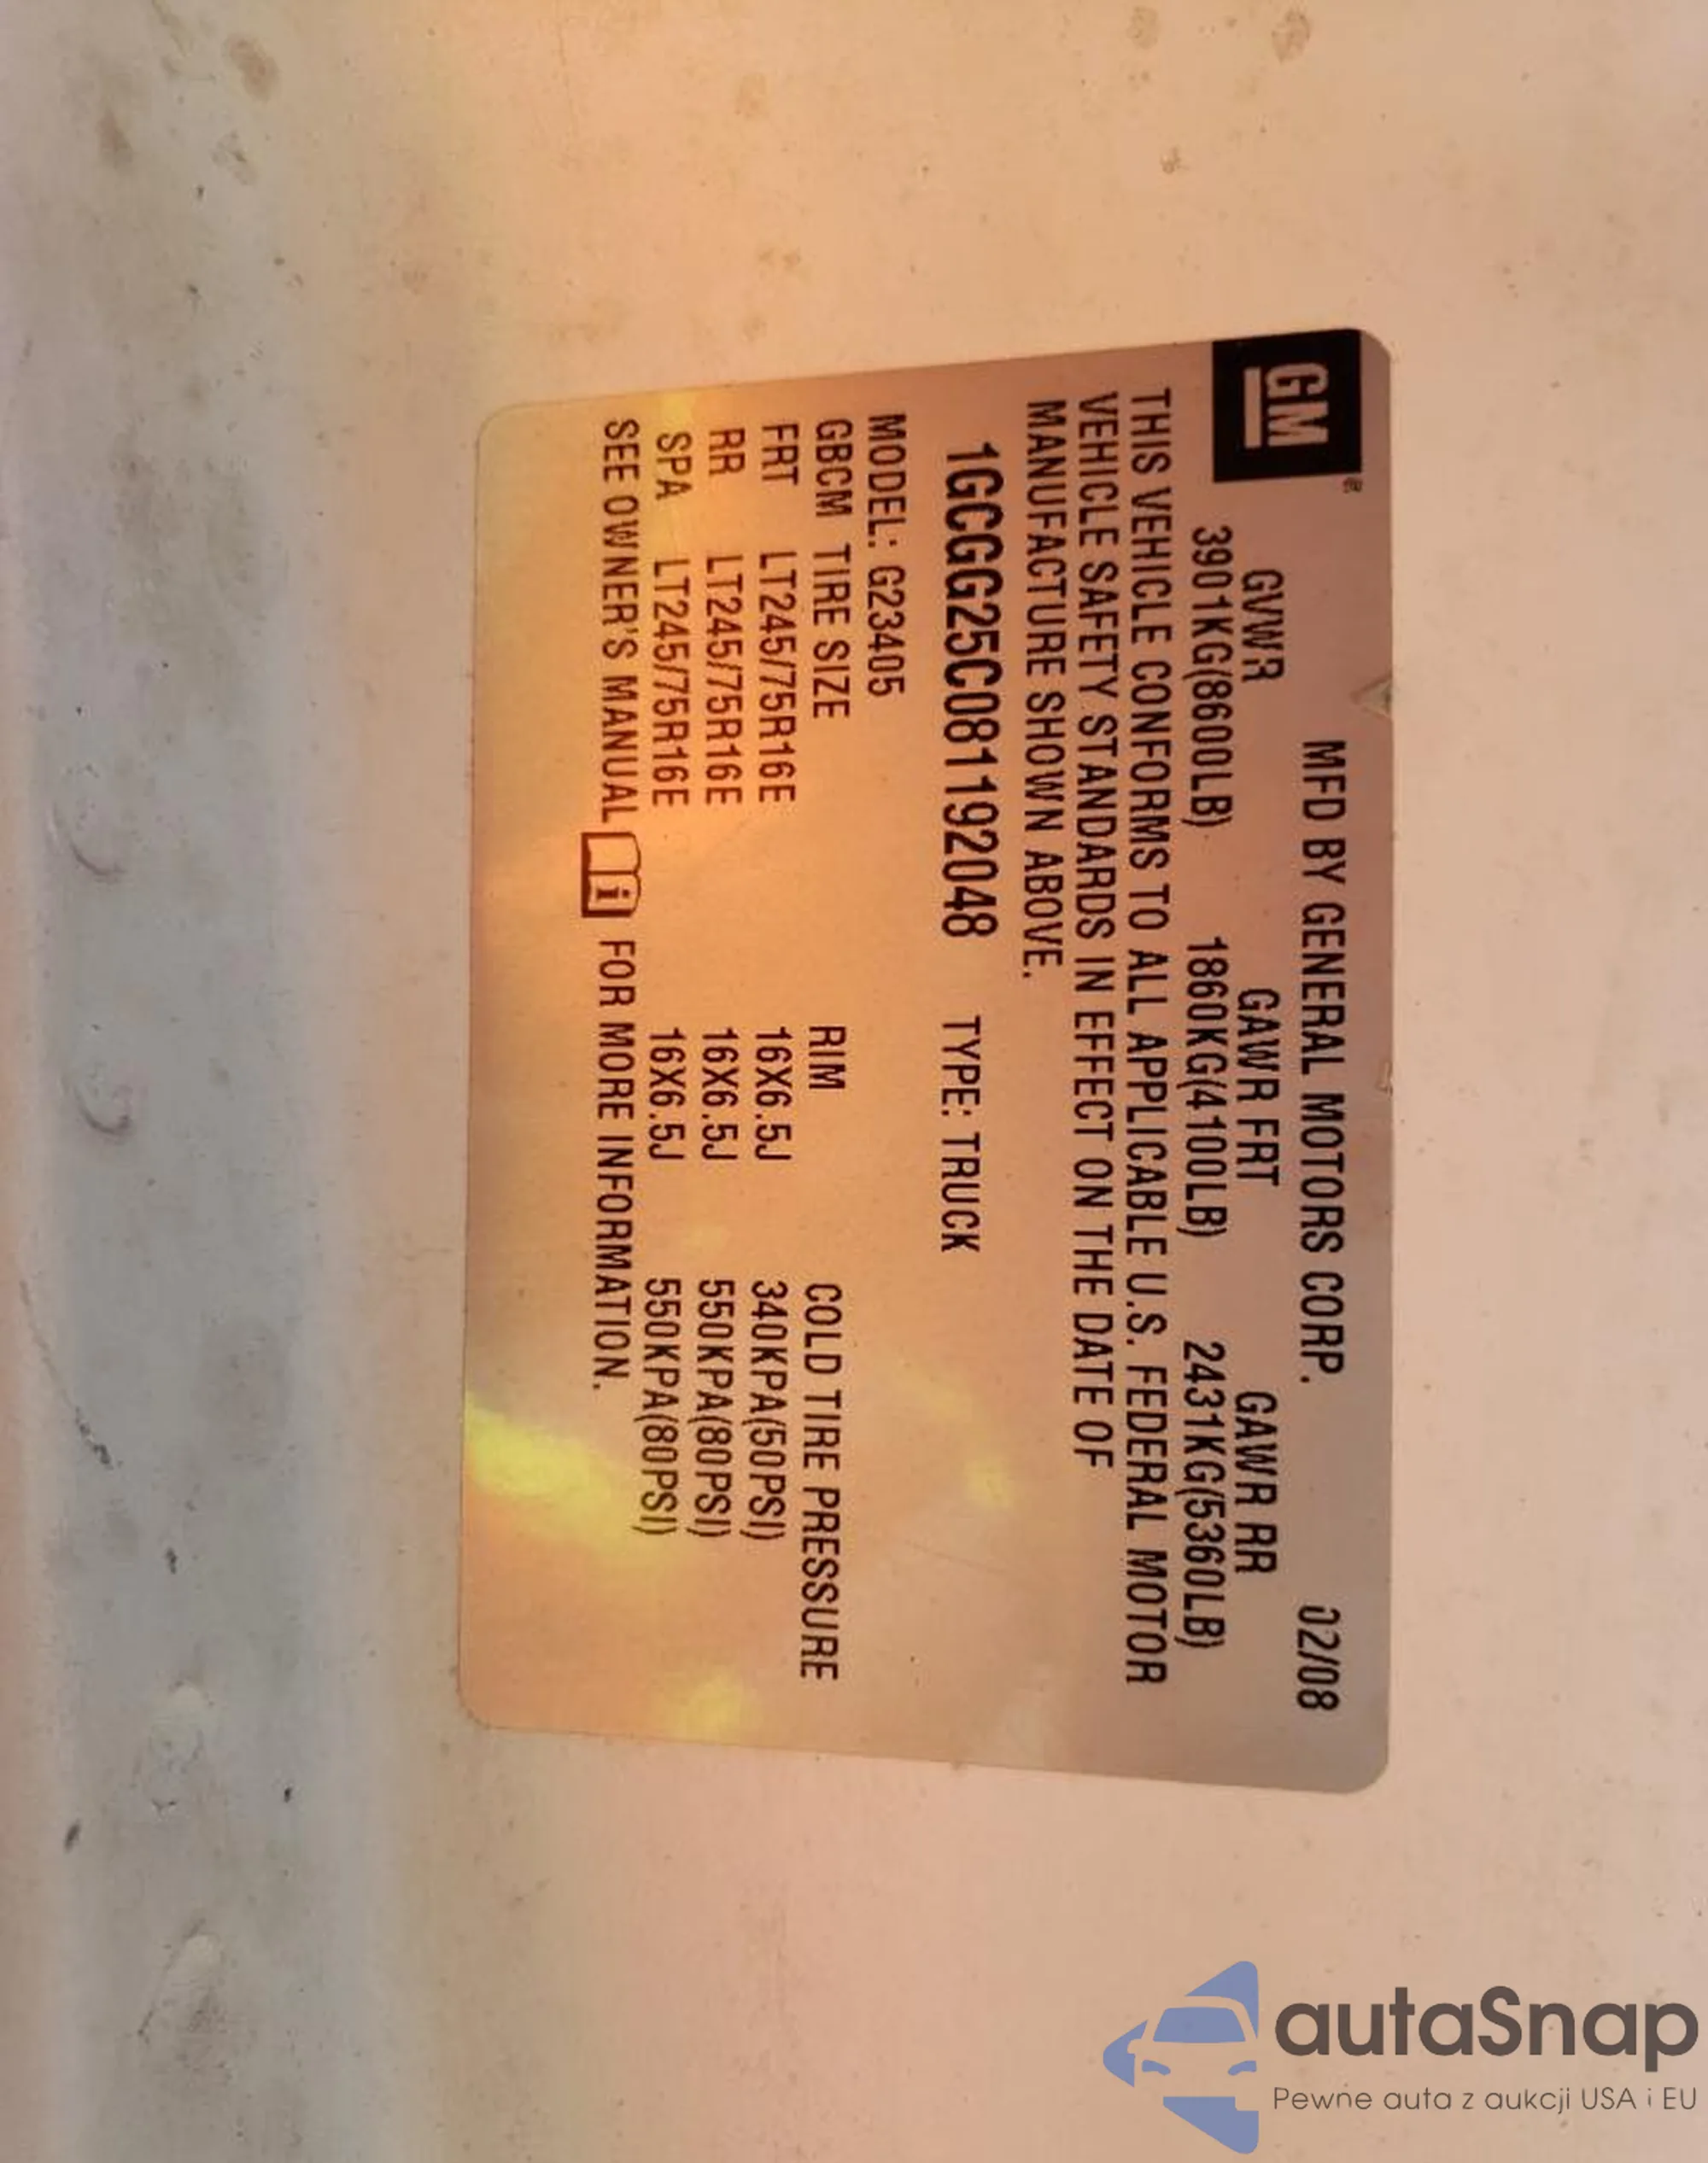 GM®
MFD BY GENERAL MOTORS CORP. 02/08
GVWR GAWR FRT GAWR RR
3901KG(8600LB) 1860KG(4100LB) 2431KG(5360LB)
THIS VEHICLE CONFORMS TO ALL APPLICABLE U.S. FEDERAL MOTOR
VEHICLE SAFETY STANDARDS IN EFFECT ON THE DATE OF
MANUFACTURE SHOWN ABOVE.
1GCGG25C081192048 TYPE: TRUCK
MODEL: G23405
GBCM TIRE SIZE RIM COLD TIRE PRESSURE
FRT LT245/75R16E 16X6.5J 340KPA(50PSI)
RR LT245/75R16E 16X6.5J 550KPA(80PSI)
SPA LT245/75R16E 16X6.5J 550KPA(80PSI)
SEE OWNER'S MANUAL i FOR MORE INFORMATION.
autaSnap
Pewne auta z aukcji USA i EU